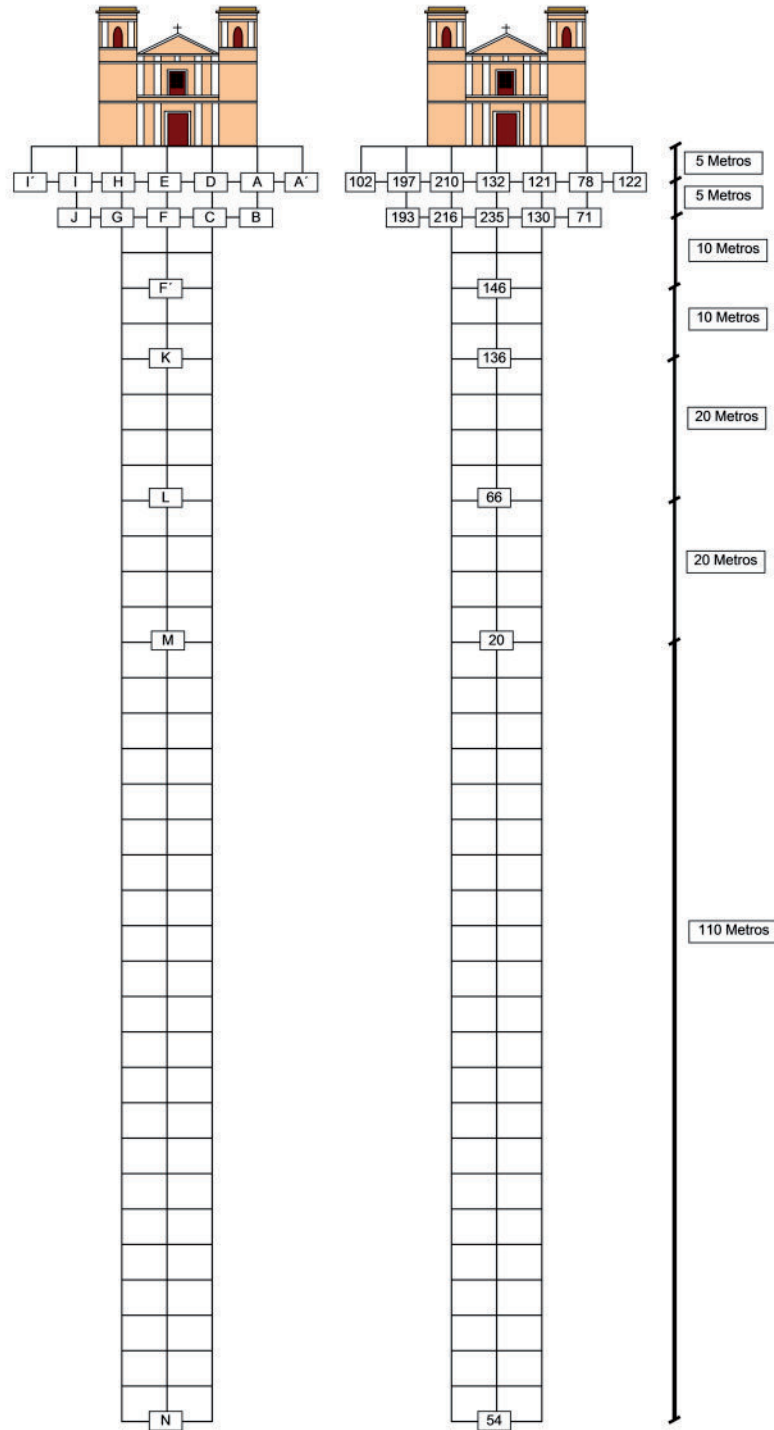 5 Metros
I´ I H E D A A´ 102 197 210 132 121 78 122
5 Metros
J G F C B 193 216 235 130 71
10 Metros
F´ 146
10 Metros
K 136
20 Metros
L 66
20 Metros
M 20
110 Metros
N 54